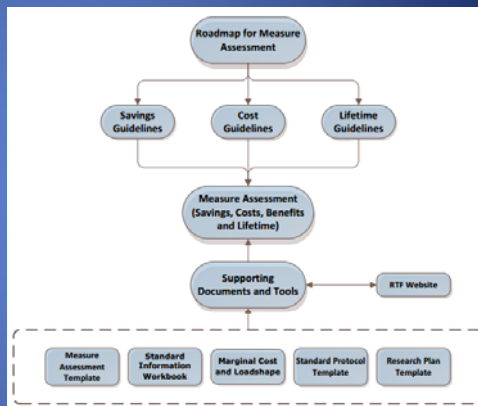 Roadmap for Measure
Assessment
Savings
Guidelines
Cost
Guidelines
Lifetime
Guidelines
Measure Assessment
(Savings, Costs, Benefits
and Lifetime)
Supporting
Documents and Tools
RTF Website
Measure
Assessment
Template
Standard
Information
Workbook
Marginal Cost
and Loadshape
Standard Protocol
Template
Research Plan
Template